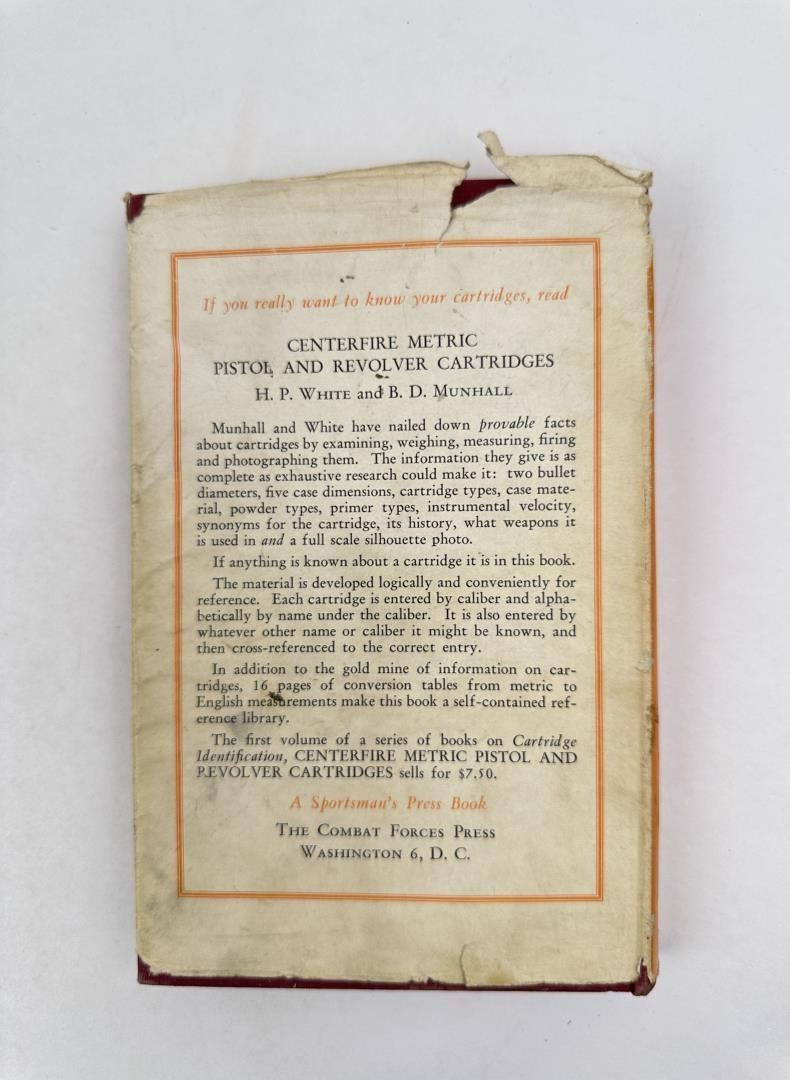 If you really want to know your cartridges, read
CENTERFIRE METRIC
PISTOL AND REVOLVER CARTRIDGES
H. P. WHITE and B. D. MUNHALL
Munhall and White have nailed down provable facts
about cartridges by examining, weighing, measuring, firing
and photographing them. The information they give is as
complete as exhaustive research could make it: two bullet
diameters, five case dimensions, cartridge types, case mate-
rial, powder types, primer types, instrumental velocity,
synonyms for the cartridge, its history, what weapons it
is used in and a full scale silhouette photo.
If anything is known about a cartridge it is in this book.
The material is developed logically and conveniently for
reference. Each cartridge is entered by caliber and alpha-
betically by name under the caliber. It is also entered by
whatever other name or caliber it might be known, and
then cross-referenced to the correct entry.
In addition to the gold mine of information on car-
tridges, 16 pages of conversion tables from metric to
English measurements make this book a self-contained ref-
erence library.
The first volume of a series of books on Cartridge
Identification, CENTERFIRE METRIC PISTOL AND
REVOLVER CARTRIDGES sells for $7.50.
A Sportsman's Press Book
THE COMBAT FORCES PRESS
WASHINGTON 6, D. C.